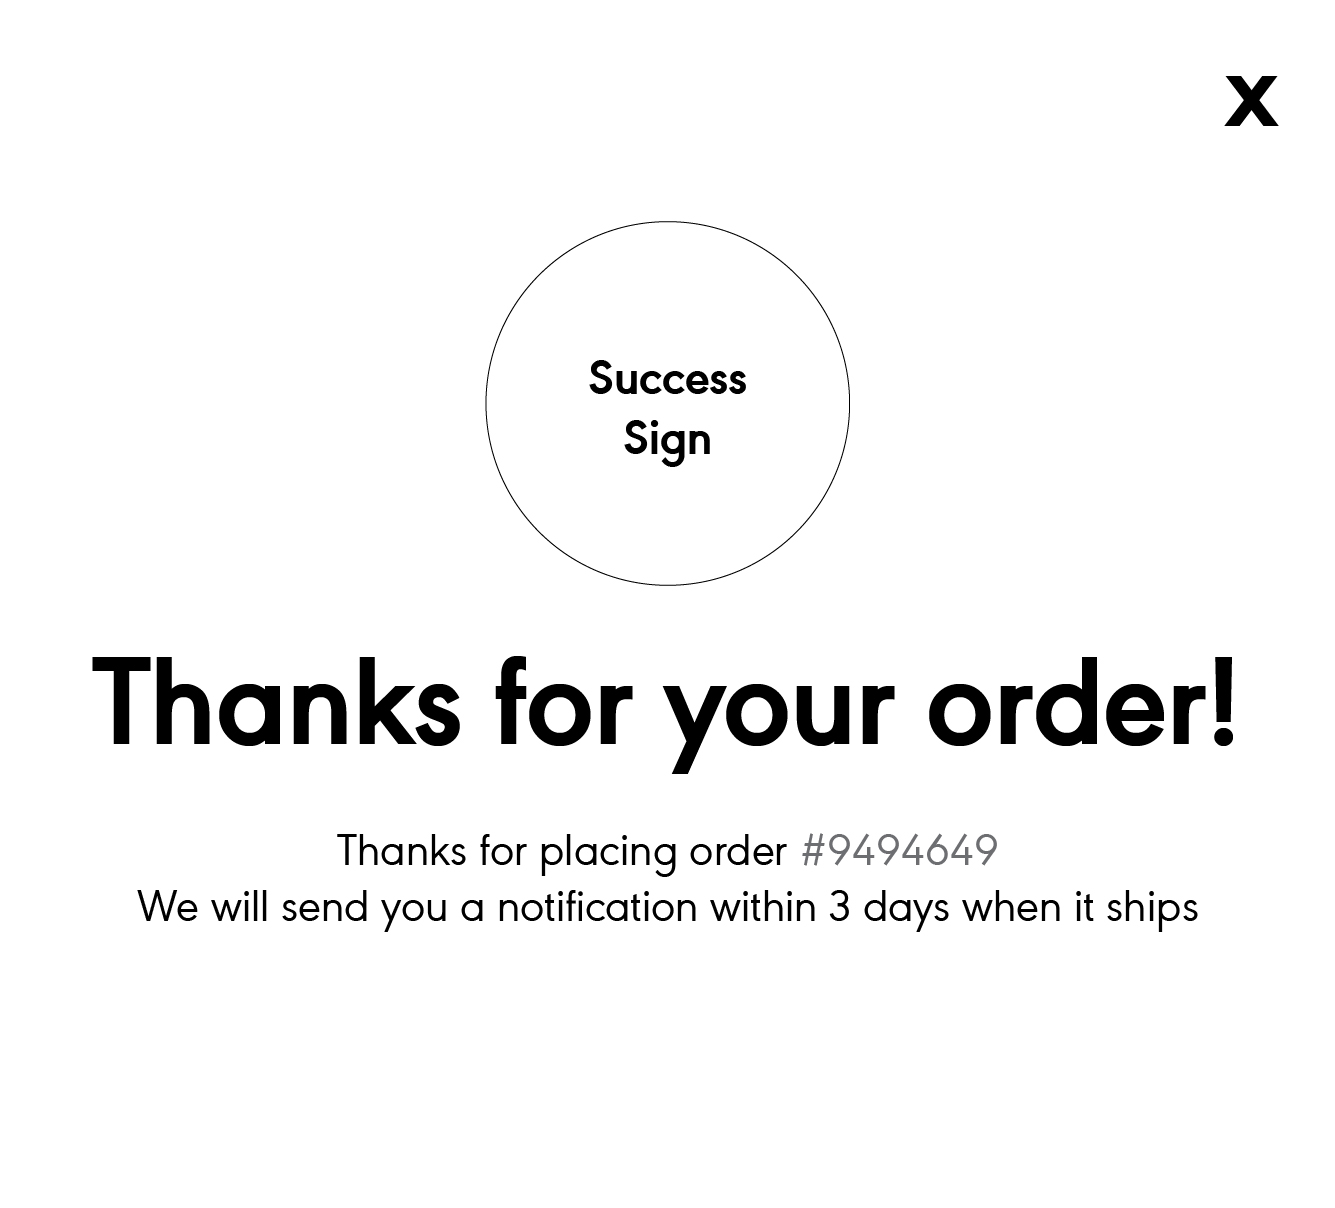 X
Success
Sign
Thanks for your order!
Thanks for placing order #9494649
We will send you a notification within 3 days when it ships